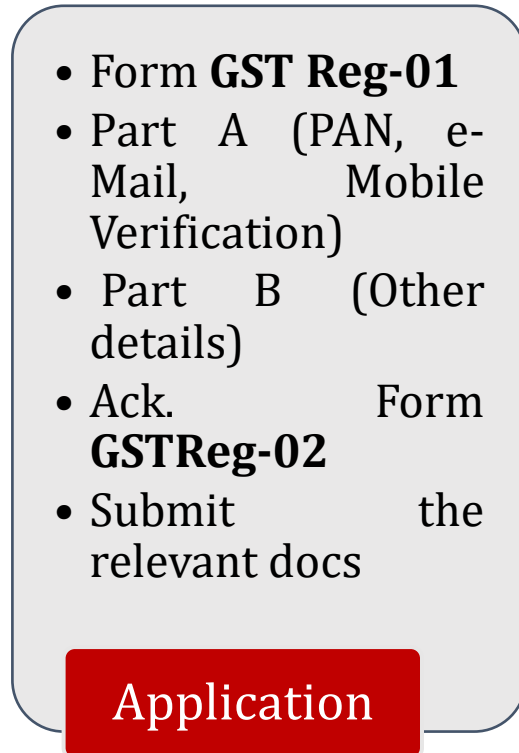 • Form GST Reg-01
• Part A (PAN, e-
Mail, Mobile
Verification)
• Part B (Other
details)
• Ack. Form
GSTReg-02
• Submit the
relevant docs
Application